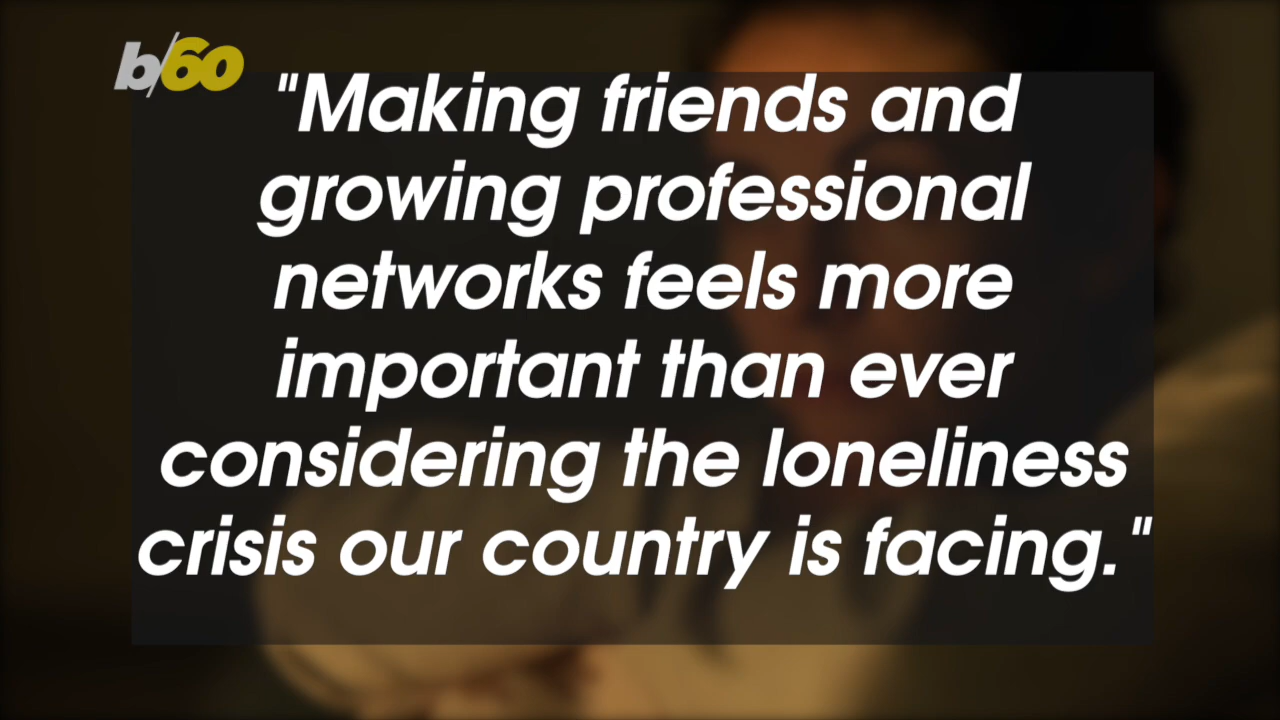 b/60
"Making friends and
growing professional
networks feels more
important than ever
considering the loneliness
crisis our country is facing."